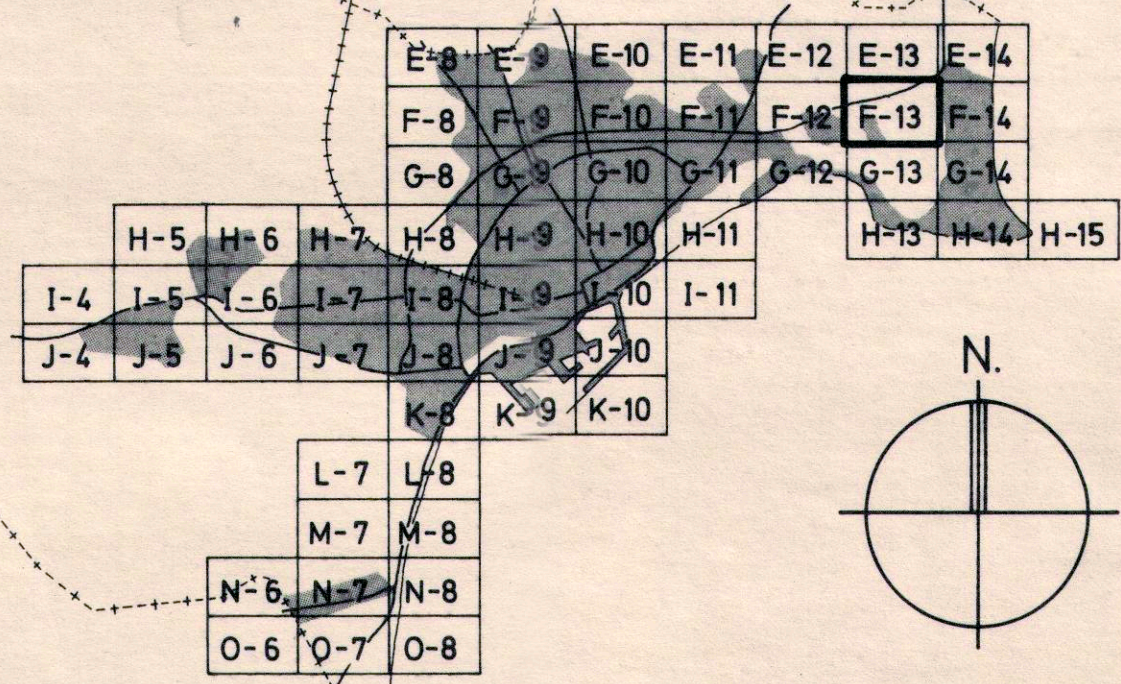 E-8 E-9 E-10 E-11 E-12 E-13 E-14
F-8 F-9 F-10 F-11 F-12 F-13 F-14
G-8 G-9 G-10 G-11 G-12 G-13 G-14
H-5 H-6 H-7 H-8 H-9 H-10 H-11 H-13 H-14 H-15
I-4 I-5 I-6 I-7 I-8 I-9 I-10 I-11
J-4 J-5 J-6 J-7 J-8 J-9 J-10
N.
K-8 K-9 K-10
L-7 L-8
M-7 M-8
N-6 N-7 N-8
O-6 O-7 O-8